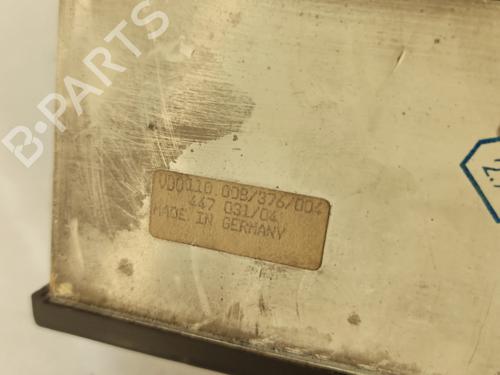 B-PARTS
VDO110.008/376/004
447 031/04
MADE IN GERMANY